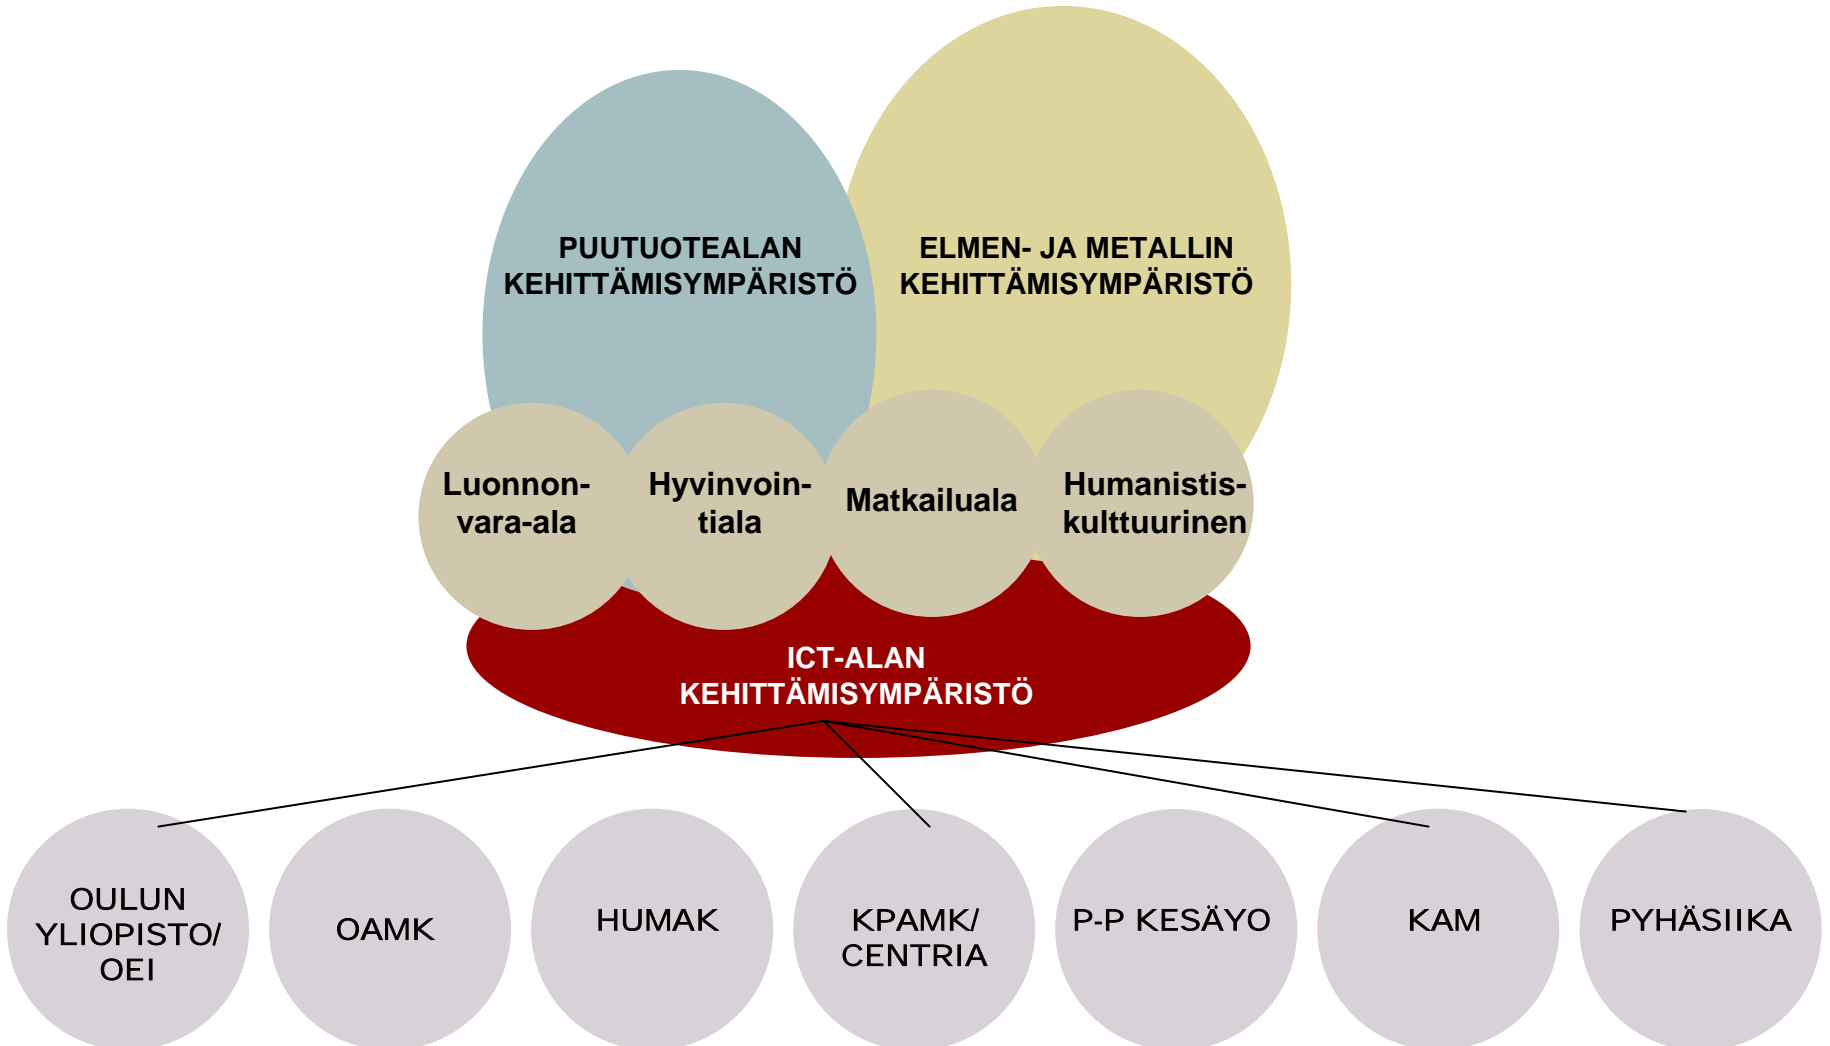 PUUTUOTEALAN
KEHITTÄMISYMPÄRISTÖ
ELMEN- JA METALLIN
KEHITTÄMISYMPÄRISTÖ
Luonnon-
vara-ala
Hyvinvoin-
tiala
Matkailuala
Humanistis-
kulttuurinen
ICT-ALAN
KEHITTÄMISYMPÄRISTÖ
OULUN
YLIOPISTO/
OEI
OAMK
HUMAK
KPAMK/
CENTRIA
P-P KESÄYO
KAM
PYHÄSIIKA